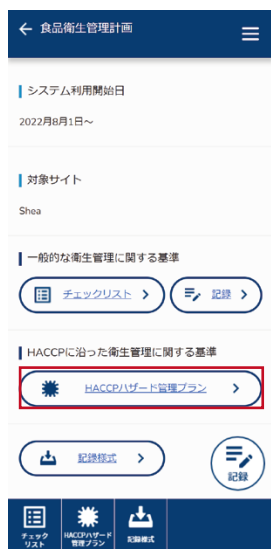 食品衛生管理計画
システム利用開始日
2022月8月1日～
対象サイト
Shea
一般的な衛生管理に関する基準
チェックリスト
記録
HACCPに沿った衛生管理に関する基準
HACCPハザード管理プラン
記録様式
記録
チェック
リスト
HACCPハザード
管理プラン
記録様式